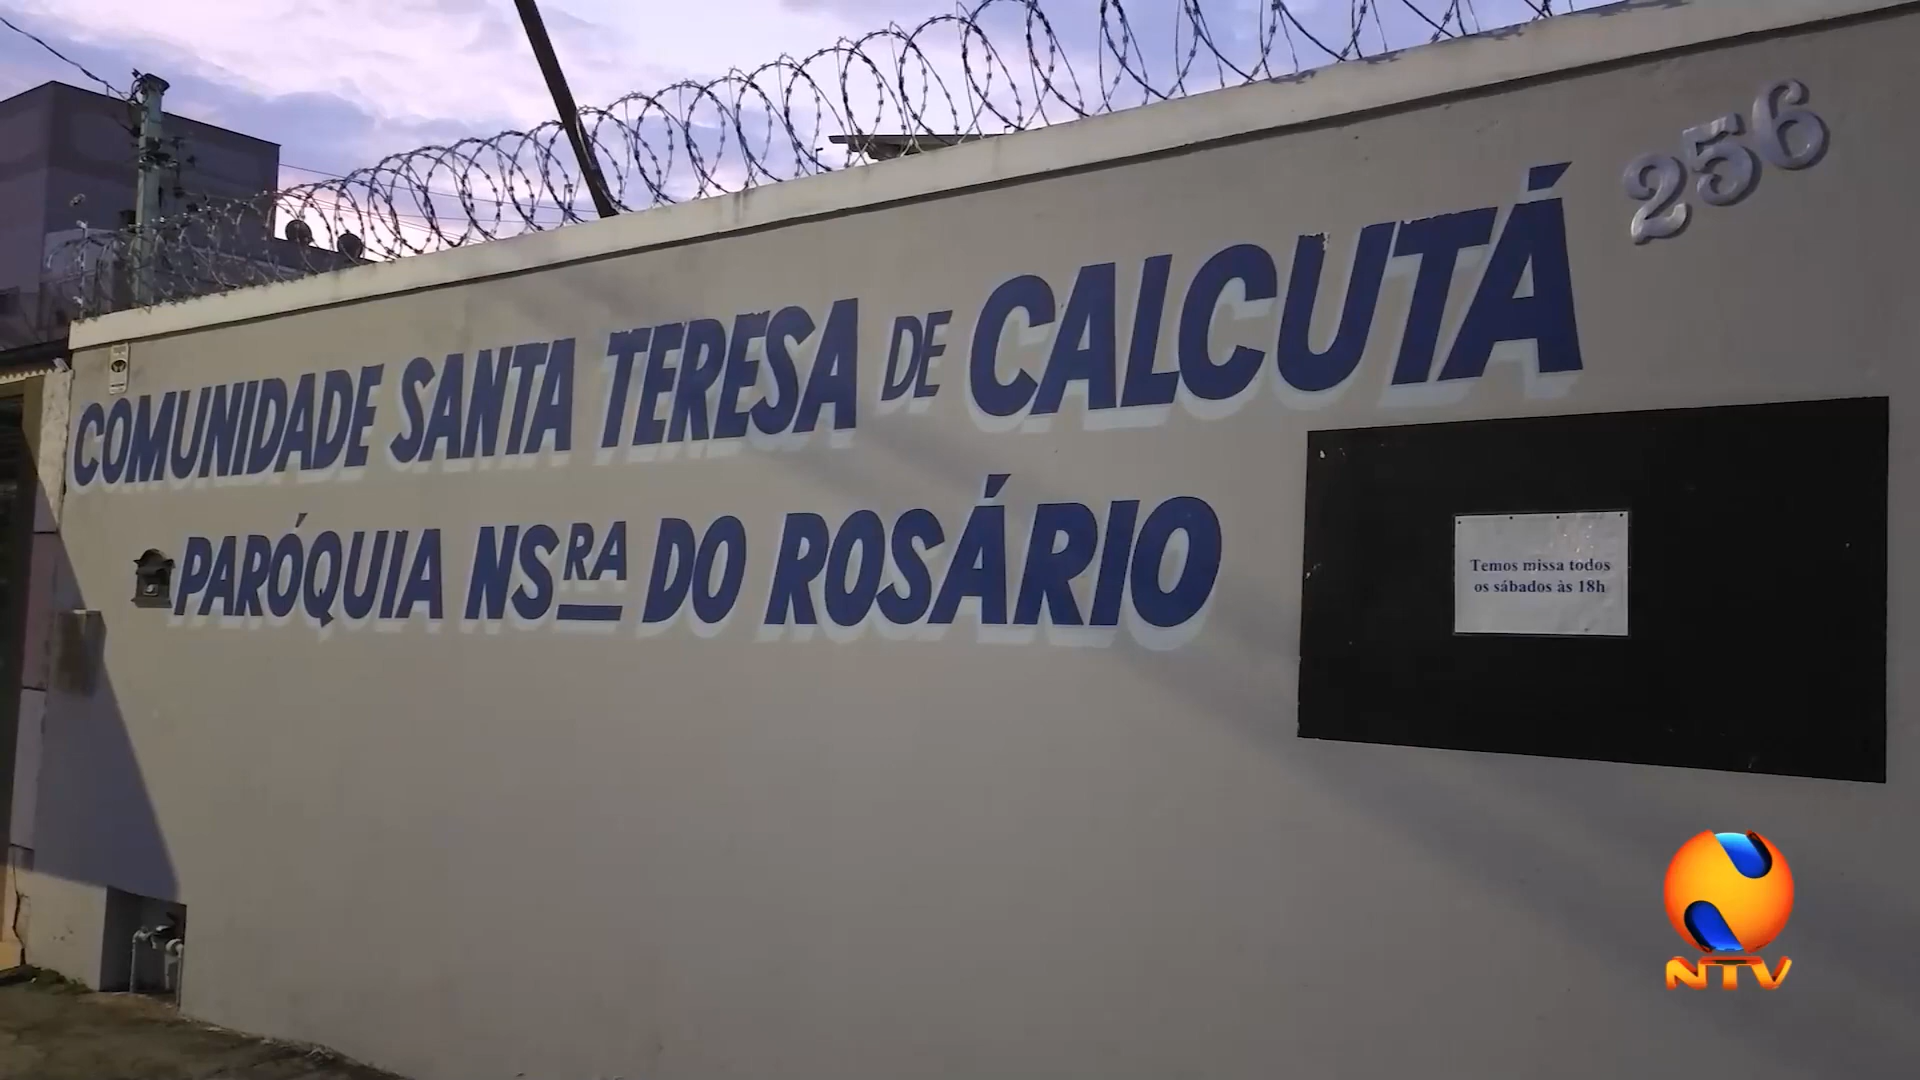 256
COMUNIDADE SANTA TERESA DE CALCUTÁ
PARÓQUIA NSRA DO ROSÁRIO
Temos missa todos
os sábados às 18h
NTV